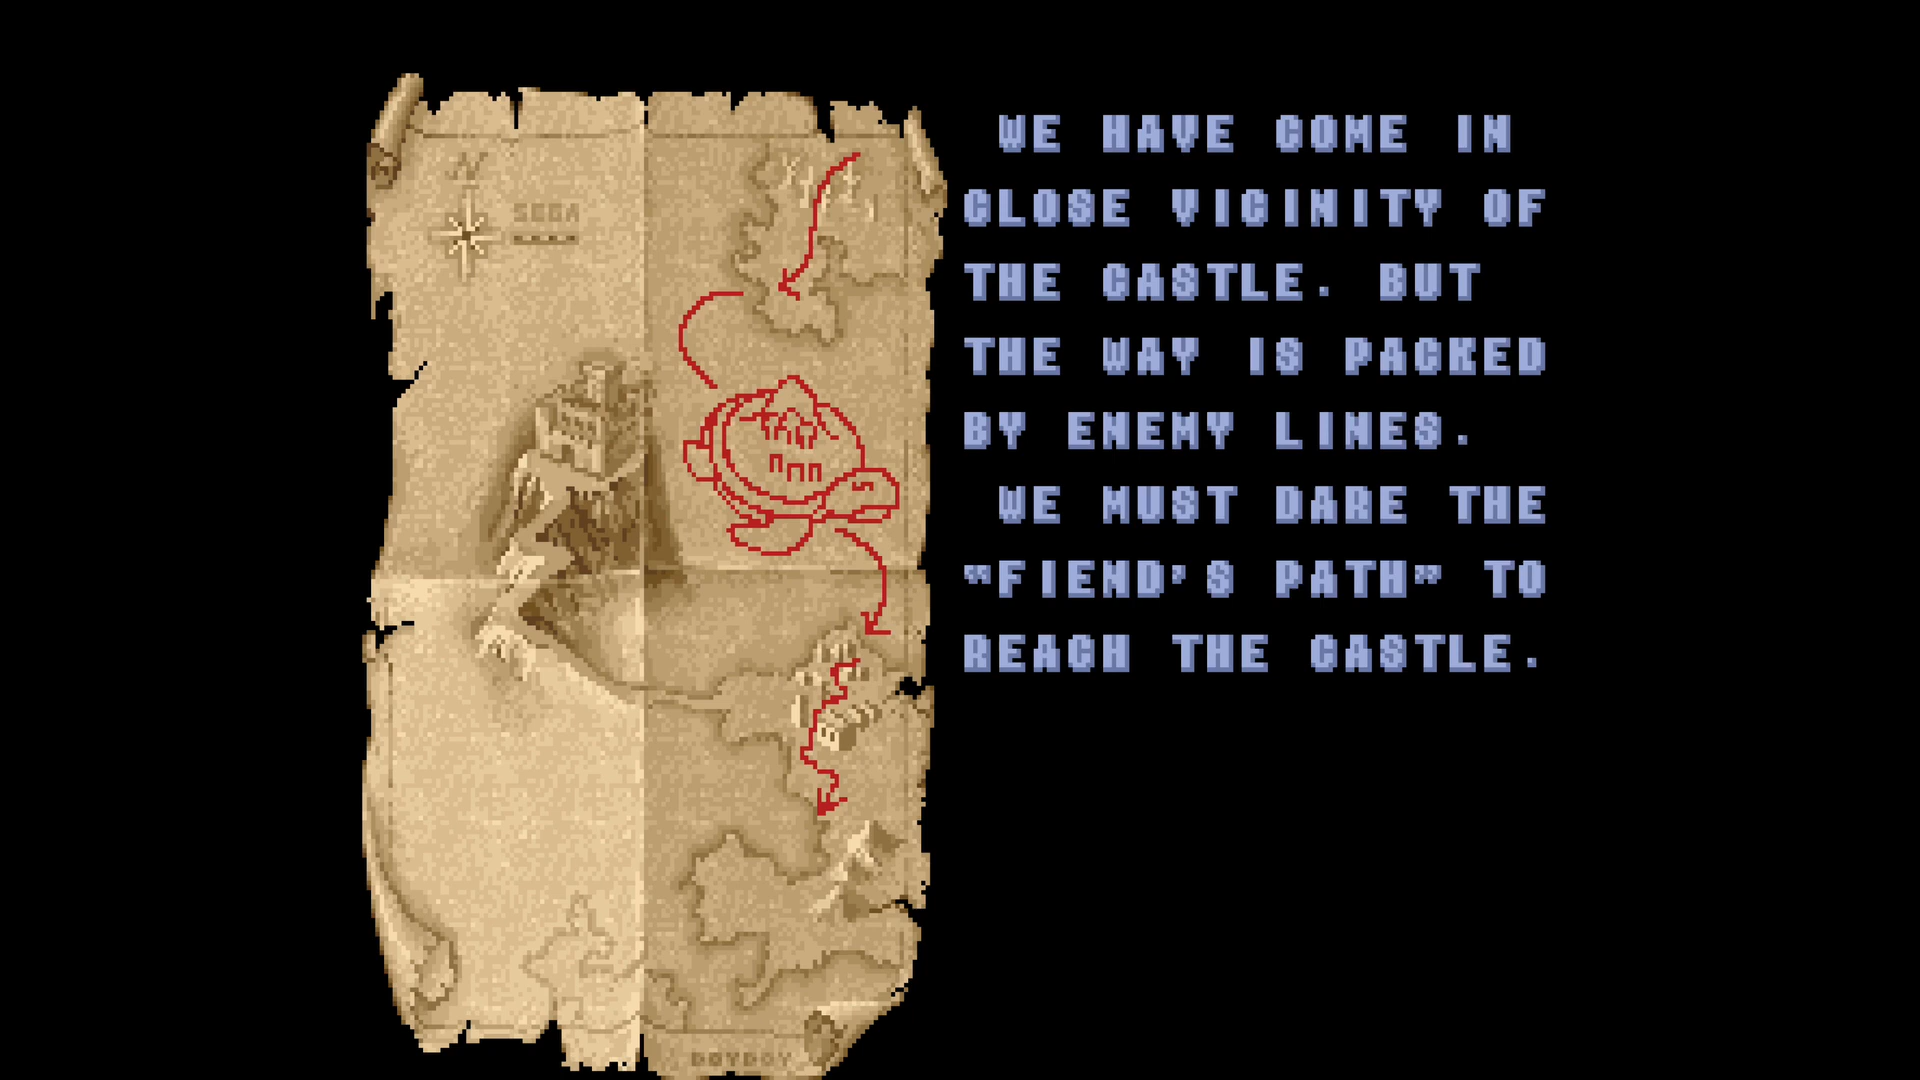 N
SEGA
WE HAVE COME IN
CLOSE VICINITY OF
THE CASTLE. BUT
THE WAY IS PACKED
BY ENEMY LINES.
WE MUST DARE THE
"FIEND'S PATH" TO
REACH THE CASTLE.